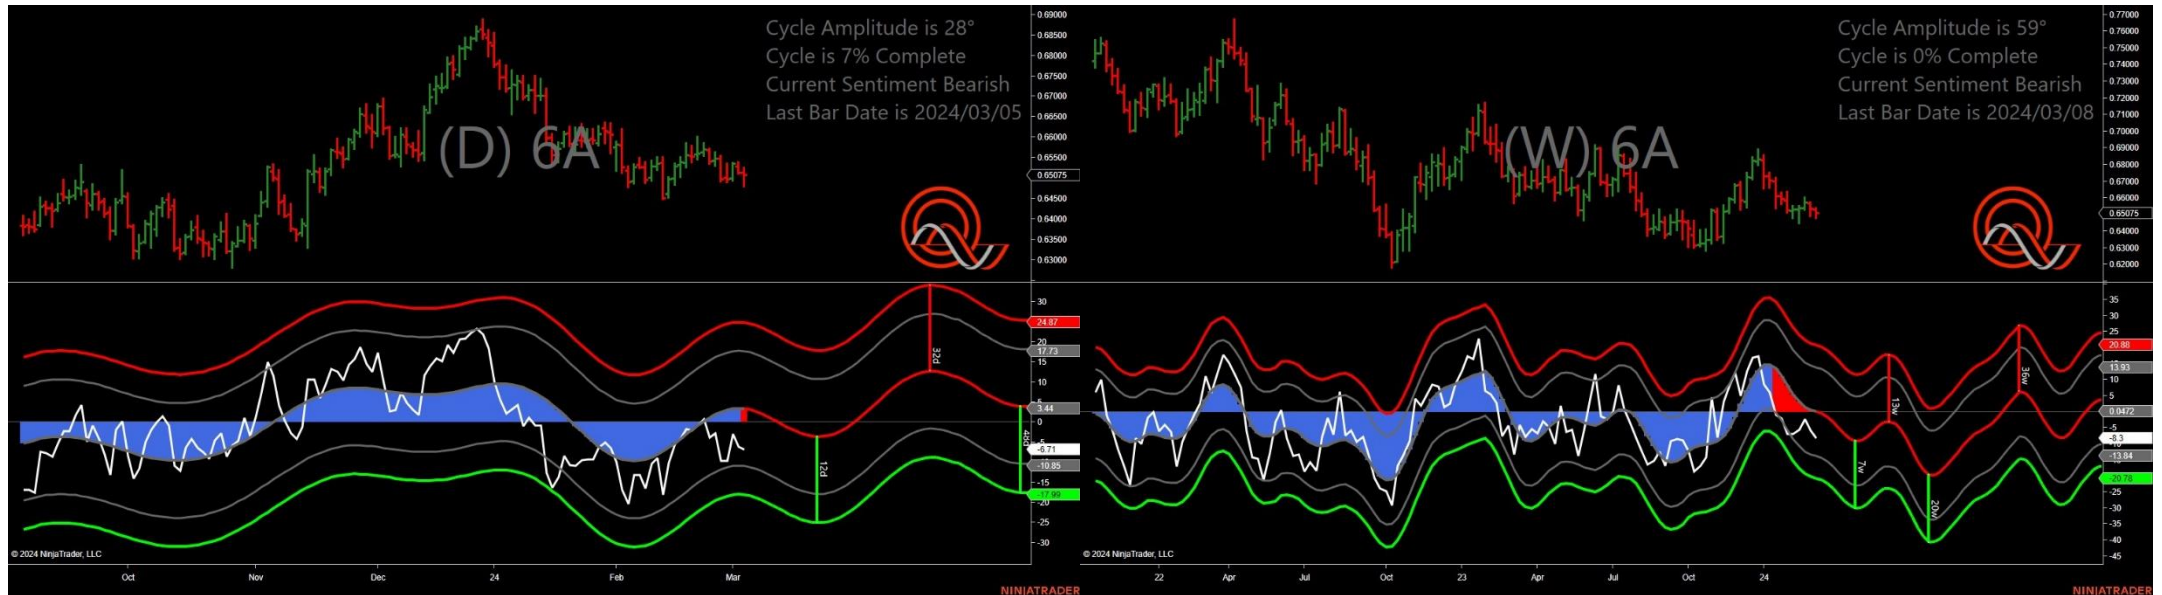 Cycle Amplitude is 28°
Cycle is 7% Complete
Current Sentiment Bearish
Last Bar Date is 2024/03/05
(D) 6A
0.69000
0.68500
0.67500
0.67000
0.66500
0.66000
0.65500
0.65075
0.64500
0.64000
0.63500
0.63000
30
24.87
20
17.73
15
10
5
3.44
0
-5
-6.71
-10.85
-15
-17.99
-20
-25
-30
32d
12d
48d
© 2024 NinjaTrader, LLC
Oct
Nov
Dec
24
Feb
Mar
NINJATRADER
Cycle Amplitude is 59°
Cycle is 0% Complete
Current Sentiment Bearish
Last Bar Date is 2024/03/08
(W) 6A
0.77000
0.76000
0.75000
0.74000
0.73000
0.72000
0.71000
0.70000
0.69000
0.68000
0.67000
0.66000
0.65075
0.64000
0.63000
0.62000
35
30
25
20.88
13.93
10
5
0.0472
-5
-8.3
-13.84
-20.78
-25
-30
-35
-40
-45
13w
36w
7w
20w
© 2024 NinjaTrader, LLC
22
Apr
Jul
Oct
23
Apr
Jul
Oct
24
NINJATRADER